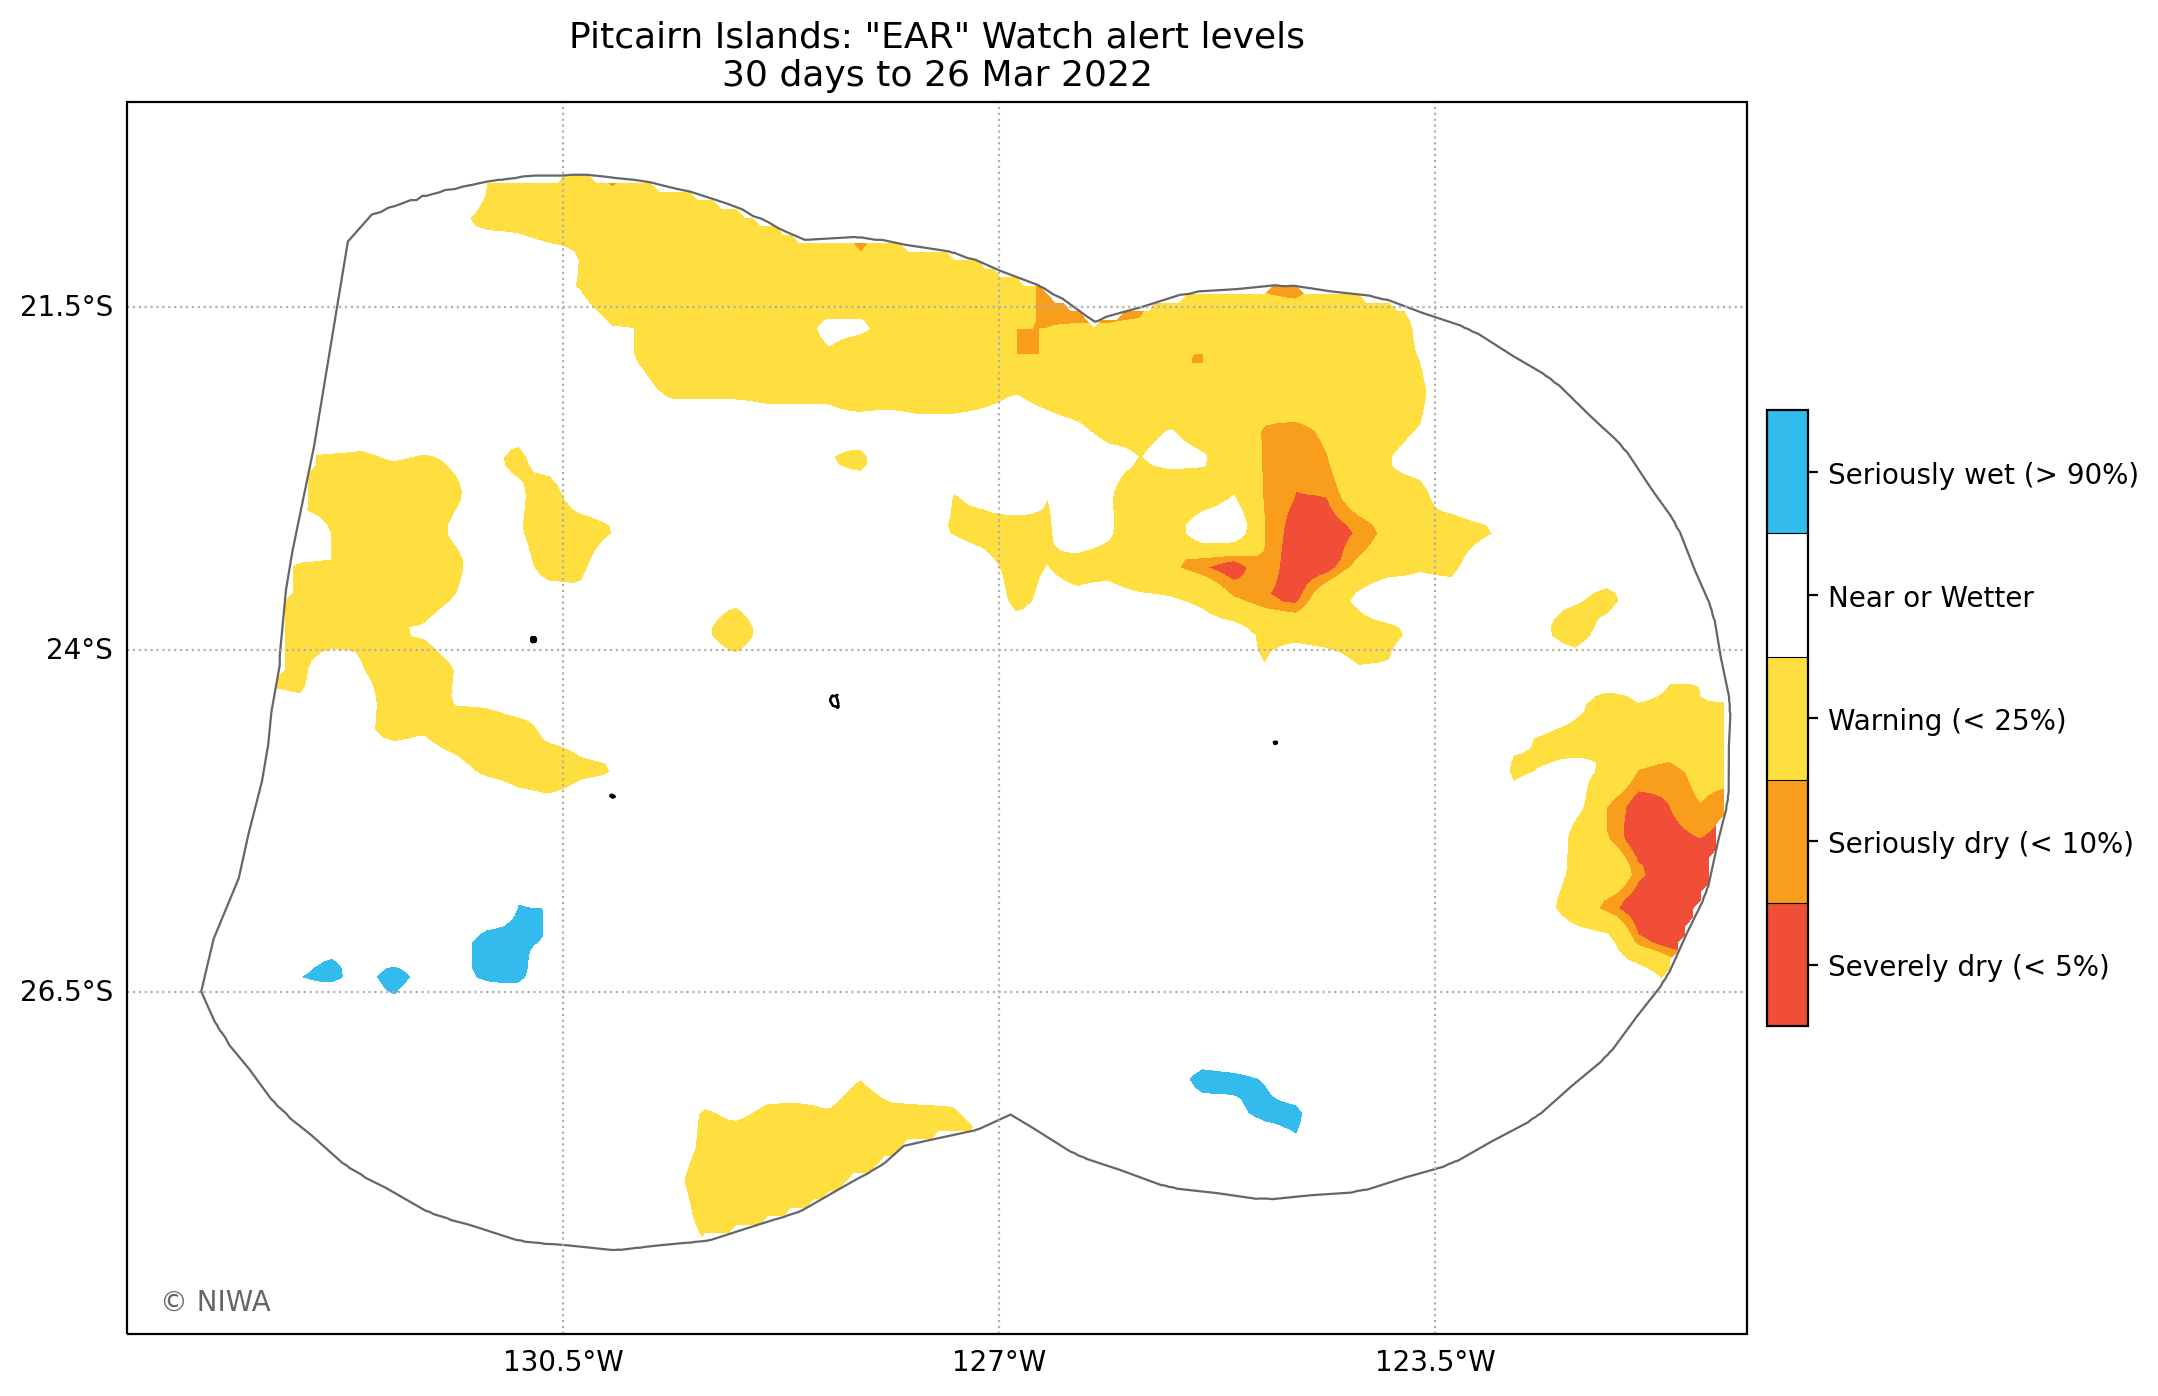 Pitcairn Islands: "EAR" Watch alert levels
30 days to 26 Mar 2022
21.5°S
24°S
26.5°S
130.5°W
127°W
123.5°W
Seriously wet (> 90%)
Near or Wetter
Warning (< 25%)
Seriously dry (< 10%)
Severely dry (< 5%)
© NIWA